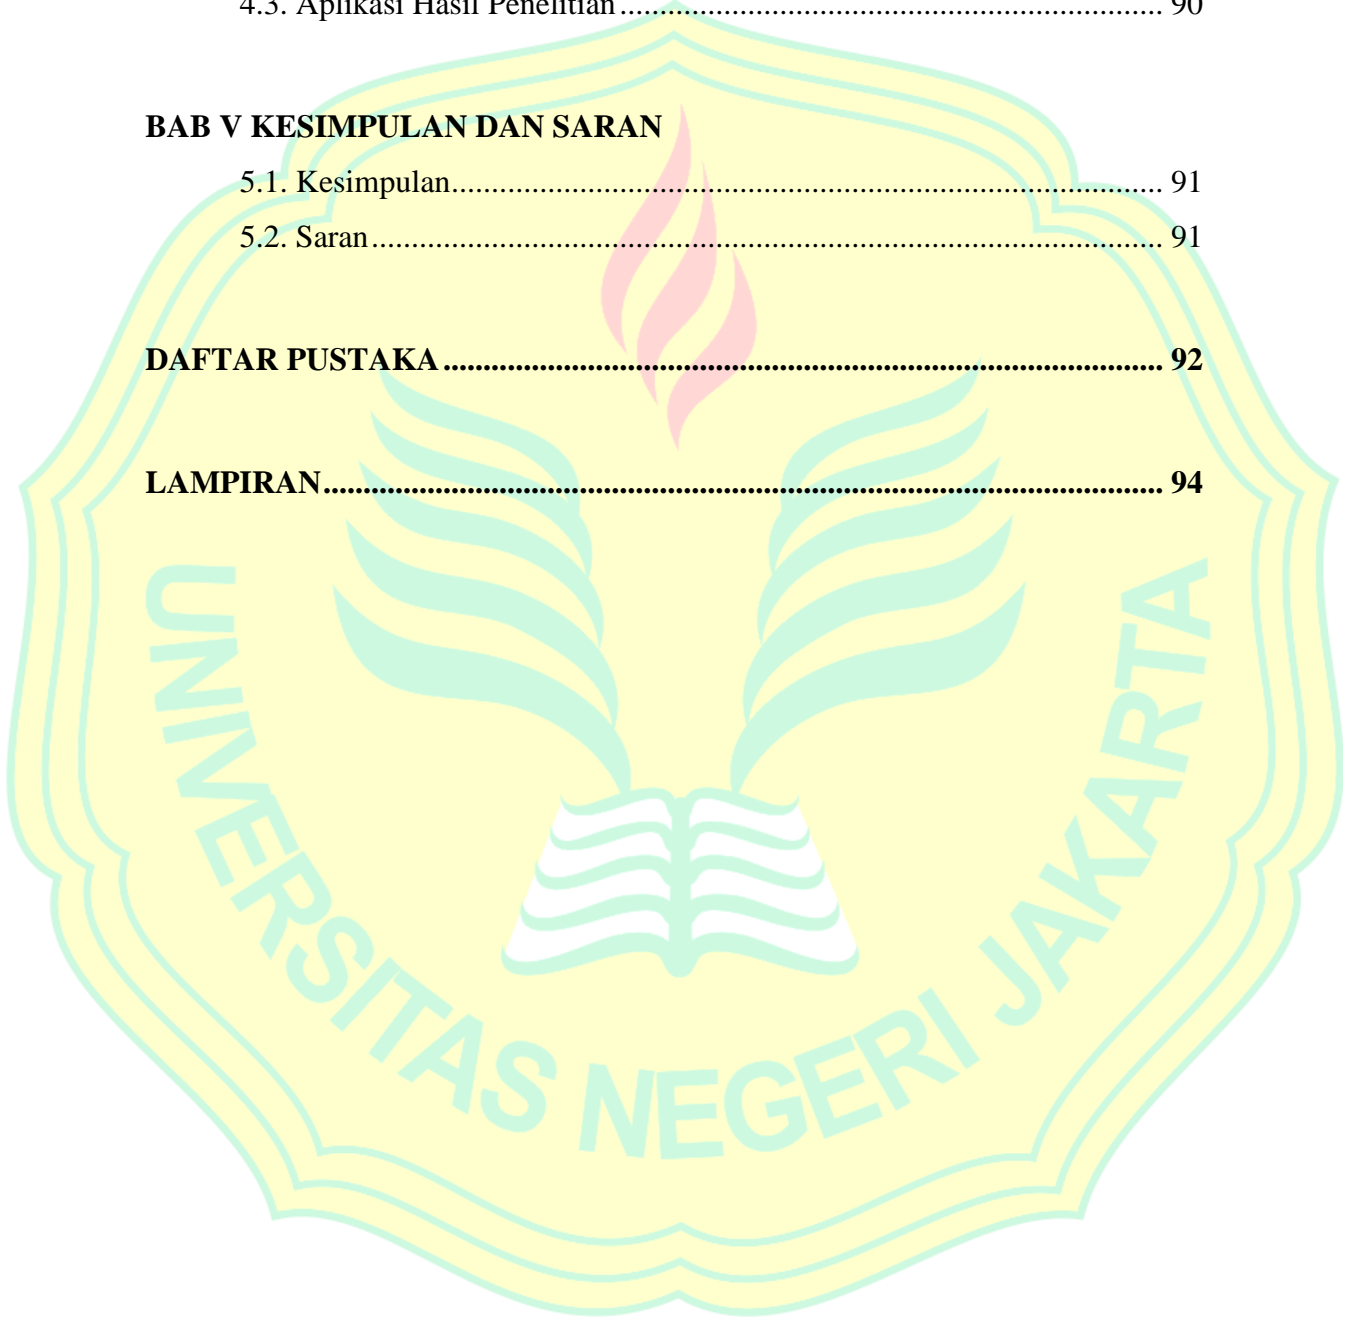 4.3. Aplikasi Hasil Penelitian.................................................................... 90
BAB V KESIMPULAN DAN SARAN
5.1. Kesimpulan......................................................................................... 91
5.2. Saran................................................................................................... 91
DAFTAR PUSTAKA.......................................................................................... 92
LAMPIRAN......................................................................................................... 94
UNIVERSITAS NEGERI JAKARTA